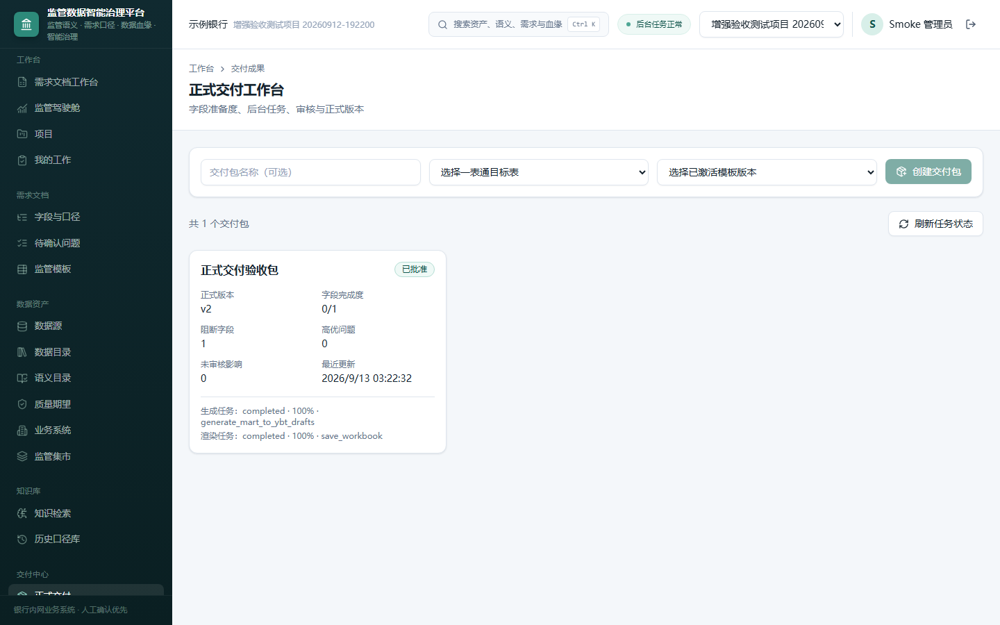 监管数据智能治理平台
监管语义 · 需求口径 · 数据血缘 ·
智能治理
工作台
需求文档工作台
监管驾驶舱
项目
我的工作
需求文档
字段与口径
待确认问题
监管模板
数据资产
数据源
数据目录
语义目录
质量期望
业务系统
监管集市
知识库
知识检索
历史口径库
交付中心
正式交付
银行内网业务系统 · 人工确认优先
示例银行 增强验收测试项目 20260912-192200
搜索资产、语义、需求与血缘 Ctrl K
后台任务正常
增强验收测试项目 202609
S Smoke 管理员
工作台 > 交付成果
正式交付工作台
字段准备度、后台任务、审核与正式版本
交付包名称（可选）
选择一表通目标表
选择已激活模板版本
创建交付包
共 1 个交付包
刷新任务状态
正式交付验收包 已批准
正式版本 字段完成度
v2 0/1
阻断字段 高优问题
1 0
未审核影响 最近更新
0 2026/9/13 03:22:32
生成任务：completed · 100% ·
generate_mart_to_ybt_drafts
渲染任务：completed · 100% · save_workbook